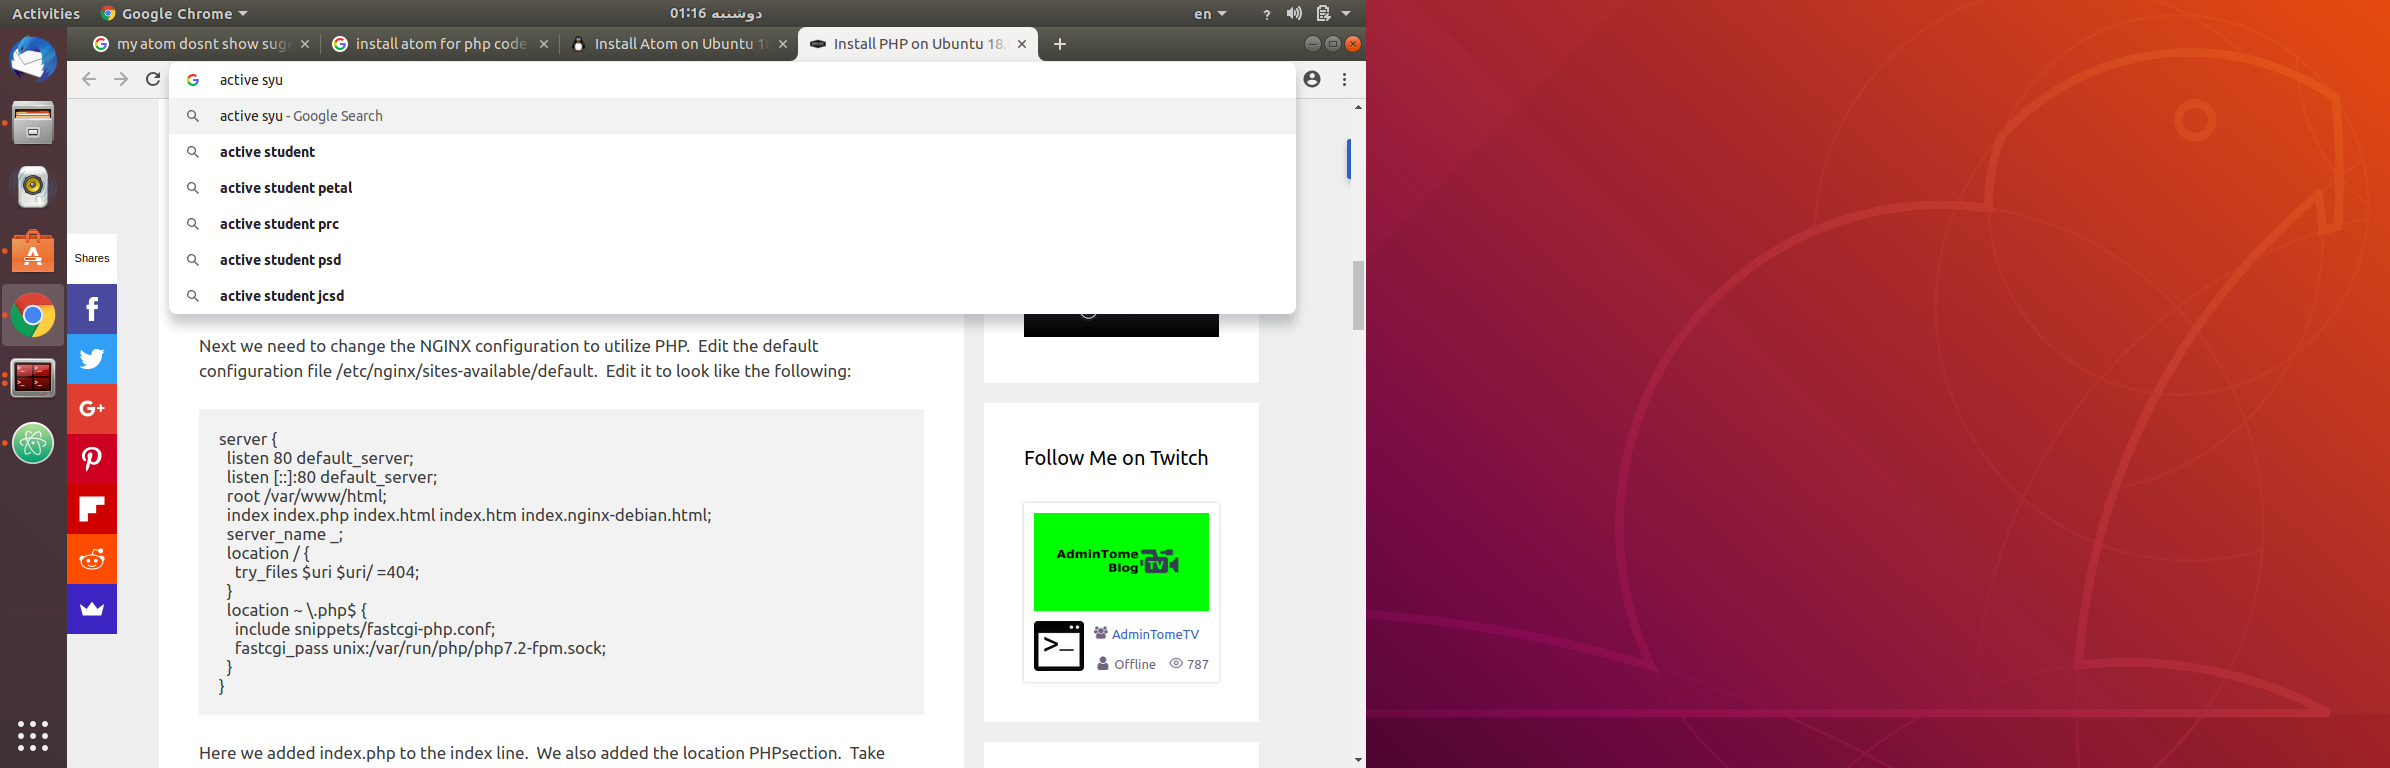 Activities
Google Chrome
دوشنبه 01:16
en
?
my atom dosnt show sug
install atom for php code
Install Atom on Ubuntu 18
Install PHP on Ubuntu 18.
active syu
active syu - Google Search
active student
active student petal
active student prc
active student psd
active student jcsd
Shares
Next we need to change the NGINX configuration to utilize PHP. Edit the default
configuration file /etc/nginx/sites-available/default. Edit it to look like the following:
server {
listen 80 default_server;
listen [::]:80 default_server;
root /var/www/html;
index index.php index.html index.htm index.nginx-debian.html;
server_name _;
location / {
try_files $uri $uri/ =404;
}
location ~ \.php$ {
include snippets/fastcgi-php.conf;
fastcgi_pass unix:/var/run/php/php7.2-fpm.sock;
}
}
Here we added index.php to the index line. We also added the location PHPsection. Take
Follow Me on Twitch
AdminTome
Blog TV
AdminTomeTV
Offline 787